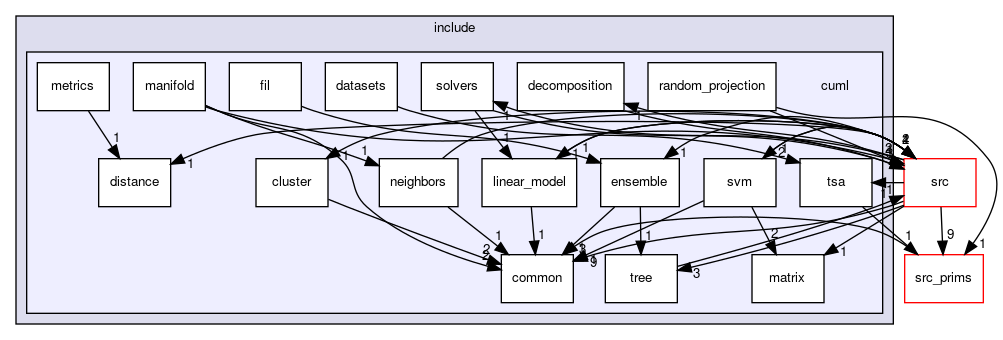 include
metrics
manifold
fil
datasets
solvers
decomposition
random_projection
cuml
1
1
1
1
1
1
1
1
1
1
2
distance
cluster
neighbors
linear_model
ensemble
svm
tsa
src
1
1
2
1
3
9
1
2
1
1
9
1
common
tree
matrix
src_prims
3